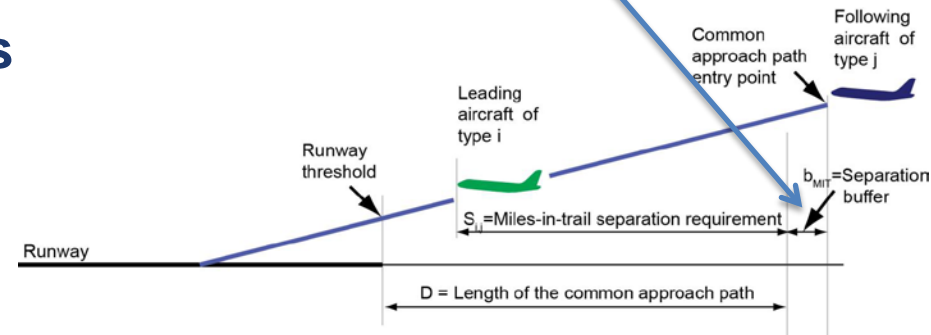 s
Following
aircraft of
type j
Common
approach path
entry point
Leading
aircraft of
type i
Runway
threshold
b_MIT=Separation
buffer
S_ij=Miles-in-trail separation requirement
Runway
D = Length of the common approach path